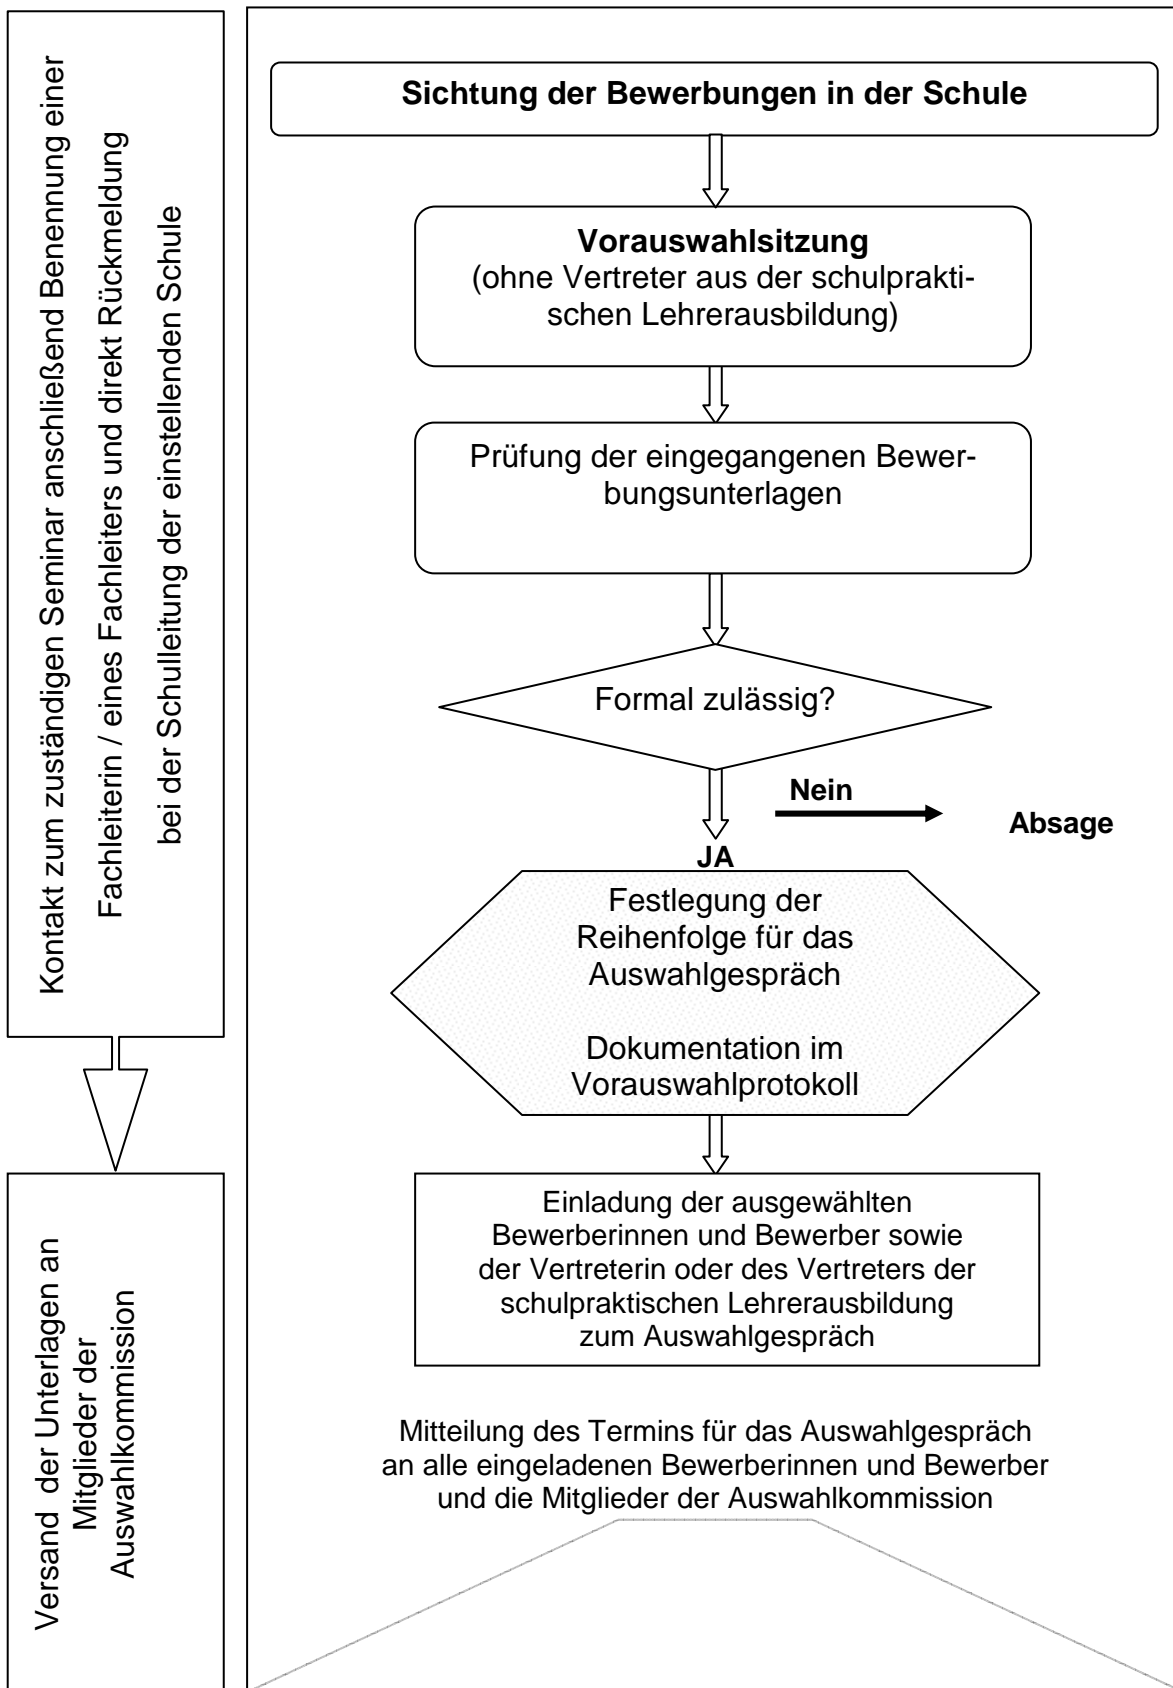 Kontakt zum zuständigen Seminar anschließend Benennung einer
Fachleiterin / eines Fachleiters und direkt Rückmeldung
bei der Schulleitung der einstellenden Schule
Versand der Unterlagen an
Mitglieder der
Auswahlkommission
Sichtung der Bewerbungen in der Schule
Vorauswahlsitzung
(ohne Vertreter aus der schulprakti-
schen Lehrerausbildung)
Prüfung der eingegangenen Bewer-
bungsunterlagen
Formal zulässig?
Nein
Absage
JA
Festlegung der
Reihenfolge für das
Auswahlgespräch
Dokumentation im
Vorauswahlprotokoll
Einladung der ausgewählten
Bewerberinnen und Bewerber sowie
der Vertreterin oder des Vertreters der
schulpraktischen Lehrerausbildung
zum Auswahlgespräch
Mitteilung des Termins für das Auswahlgespräch
an alle eingeladenen Bewerberinnen und Bewerber
und die Mitglieder der Auswahlkommission